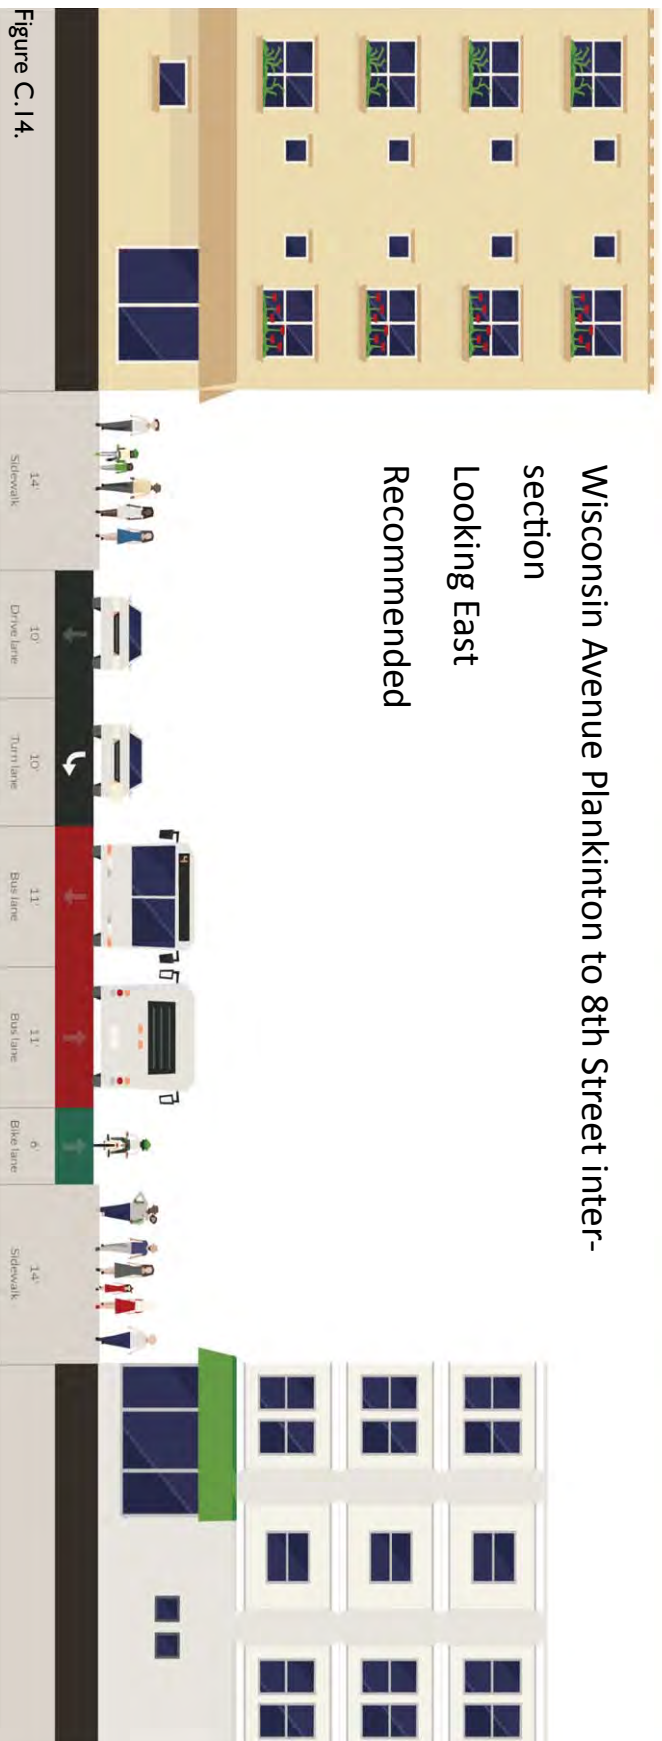 Wisconsin Avenue Plankinton to 8th Street inter-
section
Looking East
Recommended
4
14'
Sidewalk
10'
Drive lane
10'
Turn lane
11'
Bus lane
11'
Bus lane
6'
Bike lane
14'
Sidewalk
Figure C.14.